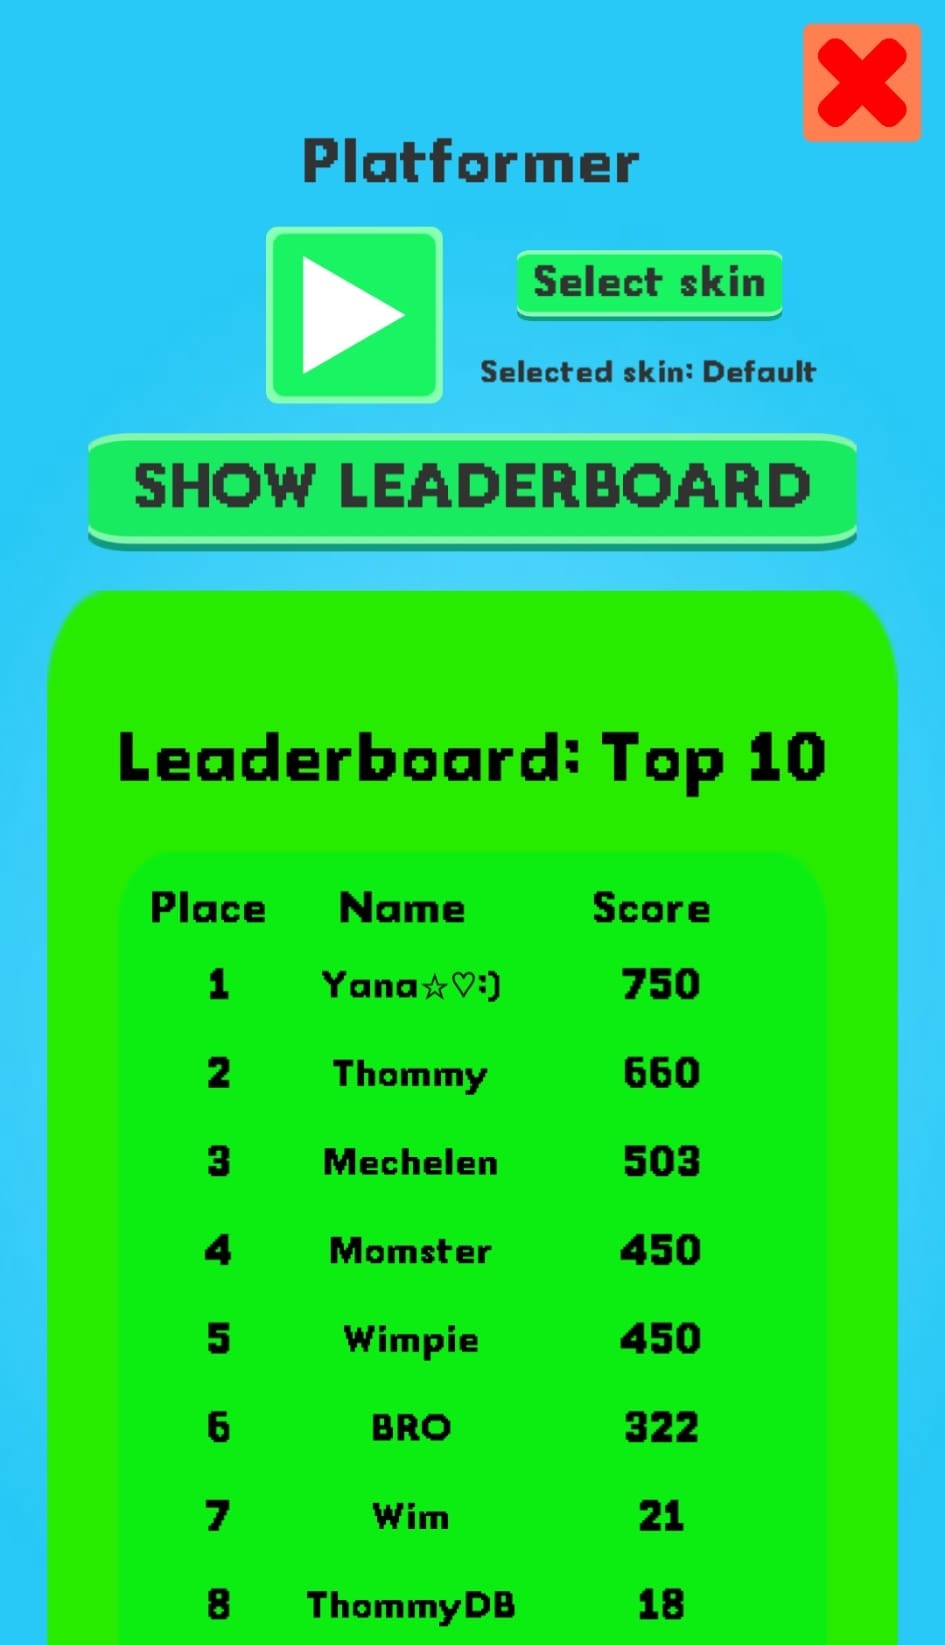 Platformer
Select skin
Selected skin: Default
SHOW LEADERBOARD
Leaderboard: Top 10
Place Name Score
1 Yana☆♡:) 750
2 Thommy 660
3 Mechelen 503
4 Momster 450
5 Wimpie 450
6 BRO 322
7 Wim 21
8 ThommyDB 18